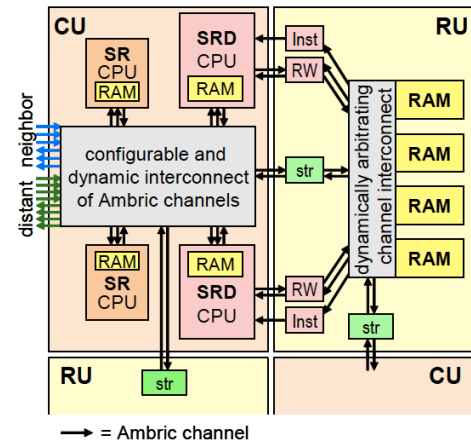 CU
RU
SR
CPU
RAM
SRD
CPU
RAM
Inst
RW
RAM
RAM
RAM
RAM
neighbor
distant
configurable and
dynamic interconnect
of Ambric channels
str
dynamically arbitrating
channel interconnect
RAM
SR
CPU
RAM
SRD
CPU
RW
Inst
str
RU
str
CU
= Ambric channel